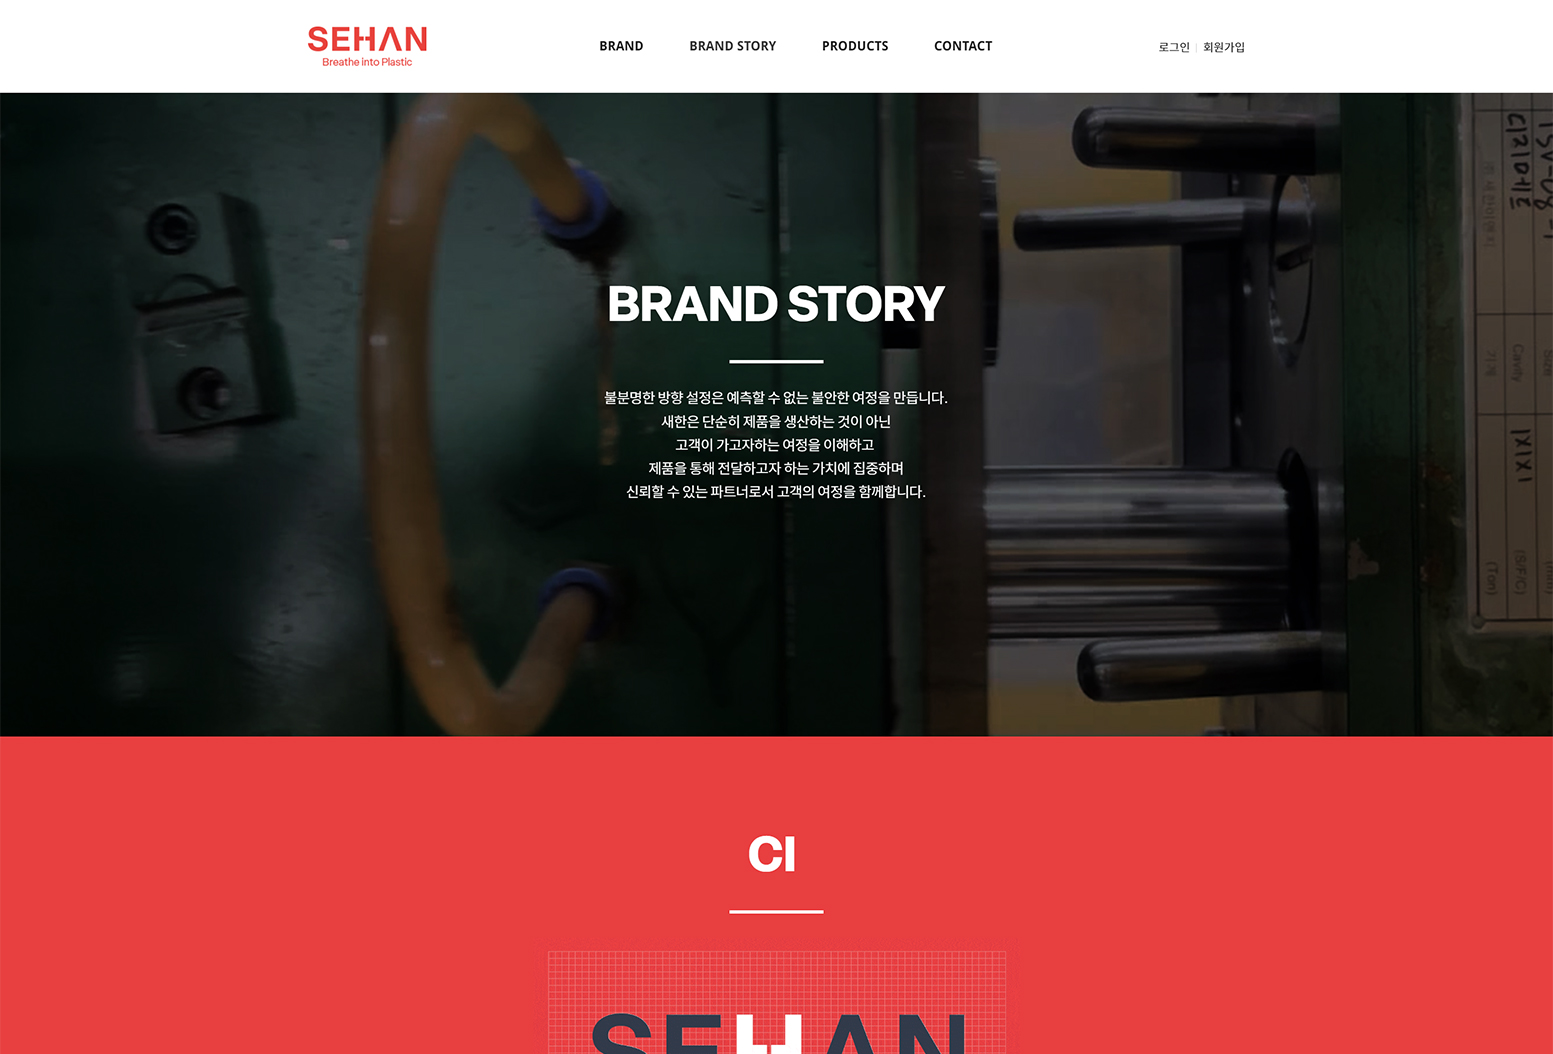 SEHAN
Breathe into Plastic
BRAND
BRAND STORY
PRODUCTS
CONTACT
로그인
회원가입
BRAND STORY
불분명한 방향 설정은 예측할 수 없는 불안한 여정을 만듭니다.
새한은 단순히 제품을 생산하는 것이 아닌
고객이 가고자하는 여정을 이해하고
제품을 통해 전달하고자 하는 가치에 집중하며
신뢰할 수 있는 파트너로서 고객의 여정을 함께합니다.
Cavity
1X1X1
(Ton)
(B/F/C)
CI
SEHAN